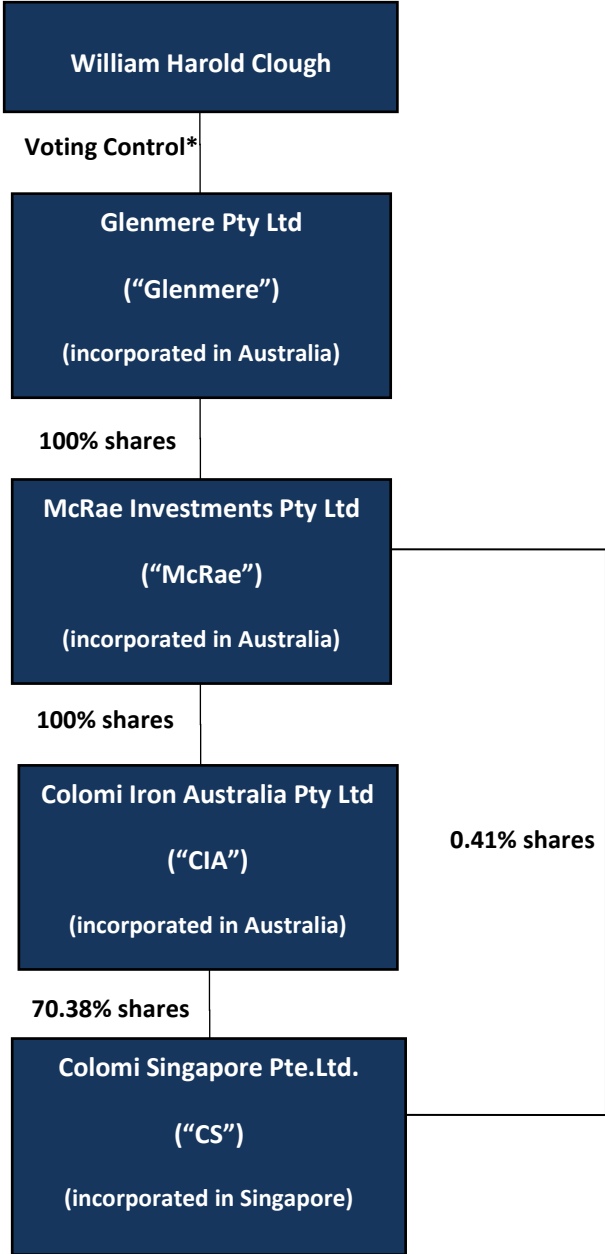 William Harold Clough
Voting Control*
Glenmere Pty Ltd
(“Glenmere”)
(incorporated in Australia)
100% shares
McRae Investments Pty Ltd
(“McRae”)
(incorporated in Australia)
100% shares
Colomi Iron Australia Pty Ltd
(“CIA”)
(incorporated in Australia)
0.41% shares
70.38% shares
Colomi Singapore Pte.Ltd.
(“CS”)
(incorporated in Singapore)